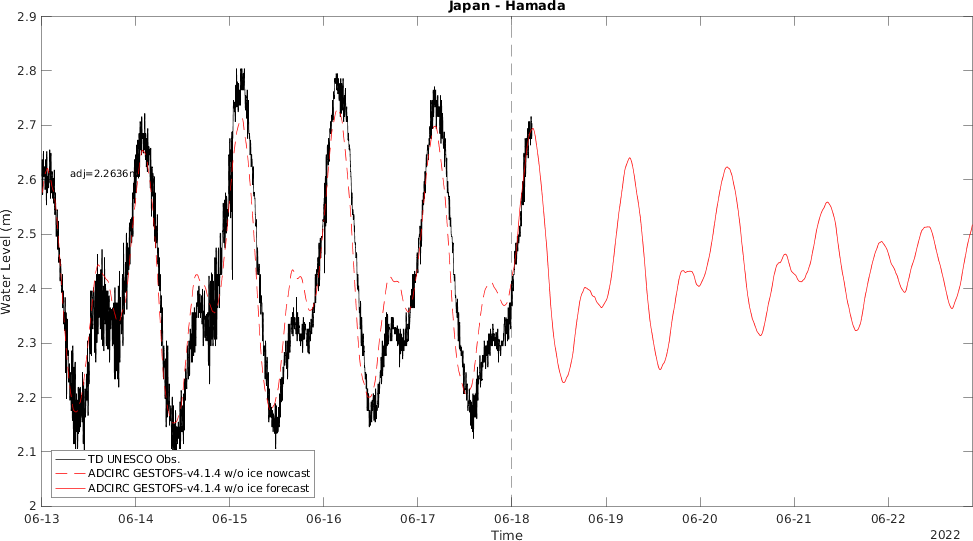 Japan - Hamada
2.9
2.8
2.7
2.6
2.5
2.4
2.3
2.2
2.1
2
Water Level (m)
adj=2.2636m
TD UNESCO Obs.
ADCIRC GESTOFS-v4.1.4 w/o ice nowcast
ADCIRC GESTOFS-v4.1.4 w/o ice forecast
06-13 06-14 06-15 06-16 06-17 06-18 06-19 06-20 06-21 06-22
Time
2022